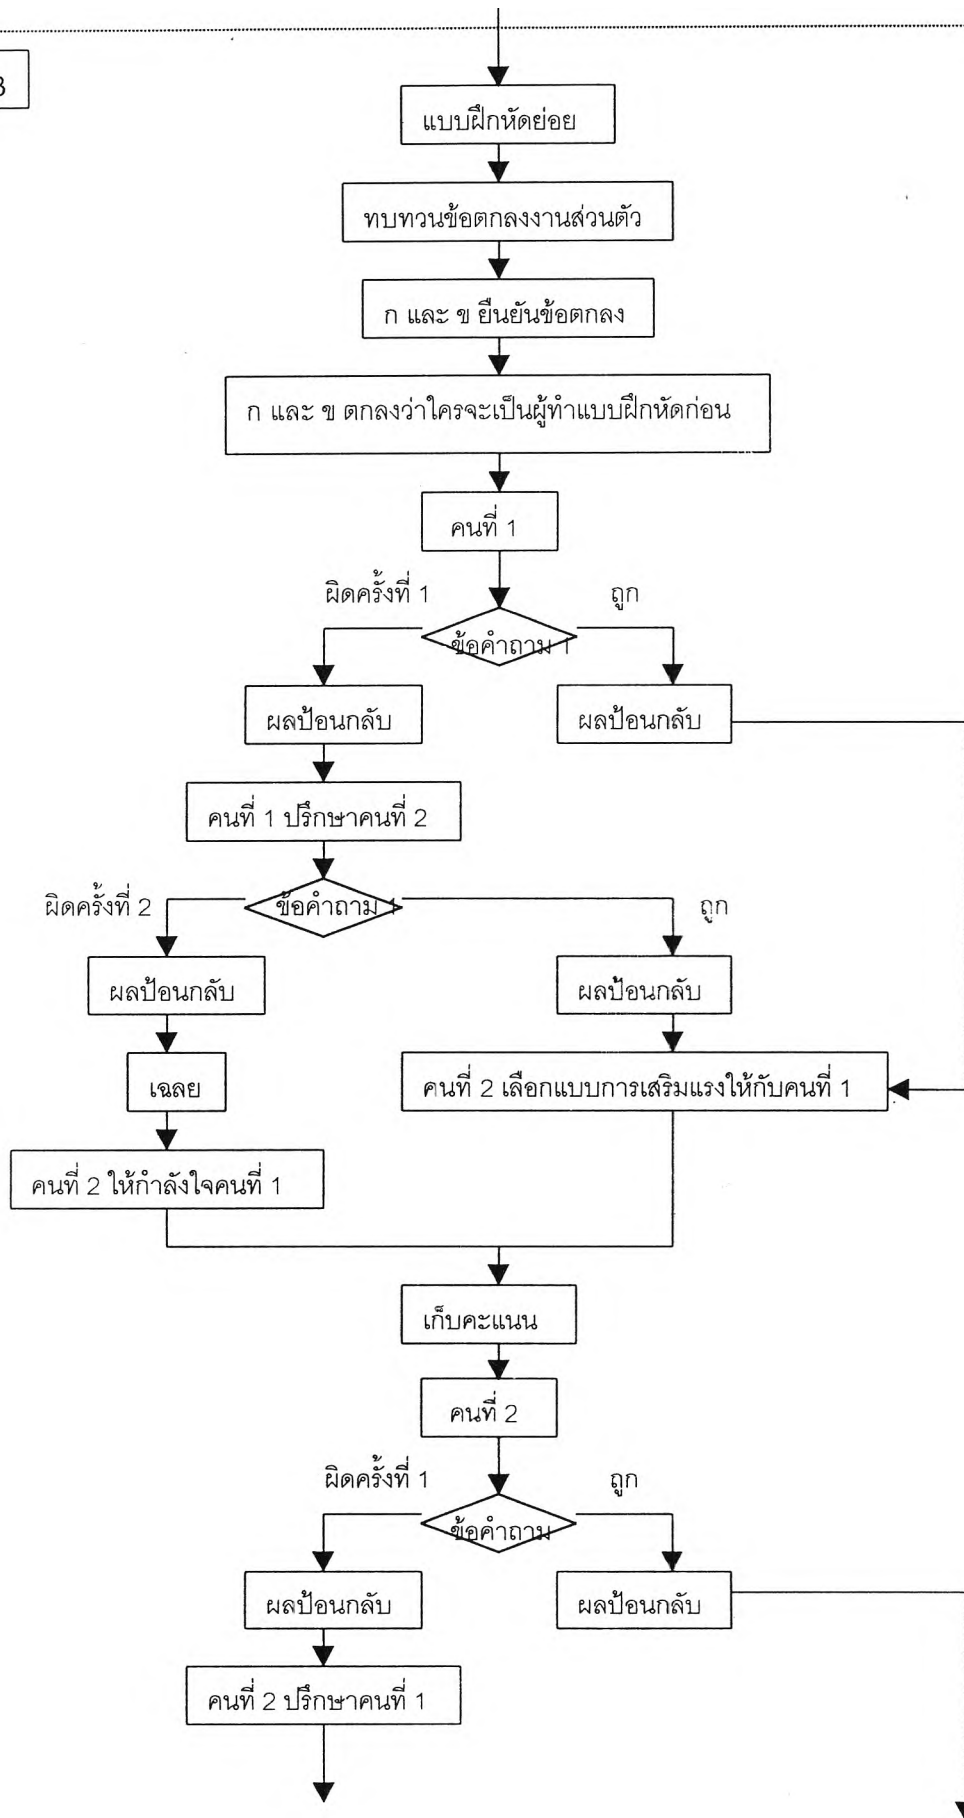 แบบฝึกหัดย่อย
ทบทวนข้อตกลงงานส่วนตัว
ก และ ข ยืนยันข้อตกลง
ก และ ข ตกลงว่าใครจะเป็นผู้ทำแบบฝึกหัดก่อน
คนที่ 1
ผิดครั้งที่ 1
ถูก
ข้อคำถาม 1
ผลป้อนกลับ
ผลป้อนกลับ
คนที่ 1 ปรึกษาคนที่ 2
ผิดครั้งที่ 2
ข้อคำถาม 1
ถูก
ผลป้อนกลับ
ผลป้อนกลับ
เฉลย
คนที่ 2 เลือกแบบการเสริมแรงให้กับคนที่ 1
คนที่ 2 ให้กำลังใจคนที่ 1
เก็บคะแนน
คนที่ 2
ผิดครั้งที่ 1
ถูก
ข้อคำถาม
ผลป้อนกลับ
ผลป้อนกลับ
คนที่ 2 ปรึกษาคนที่ 1